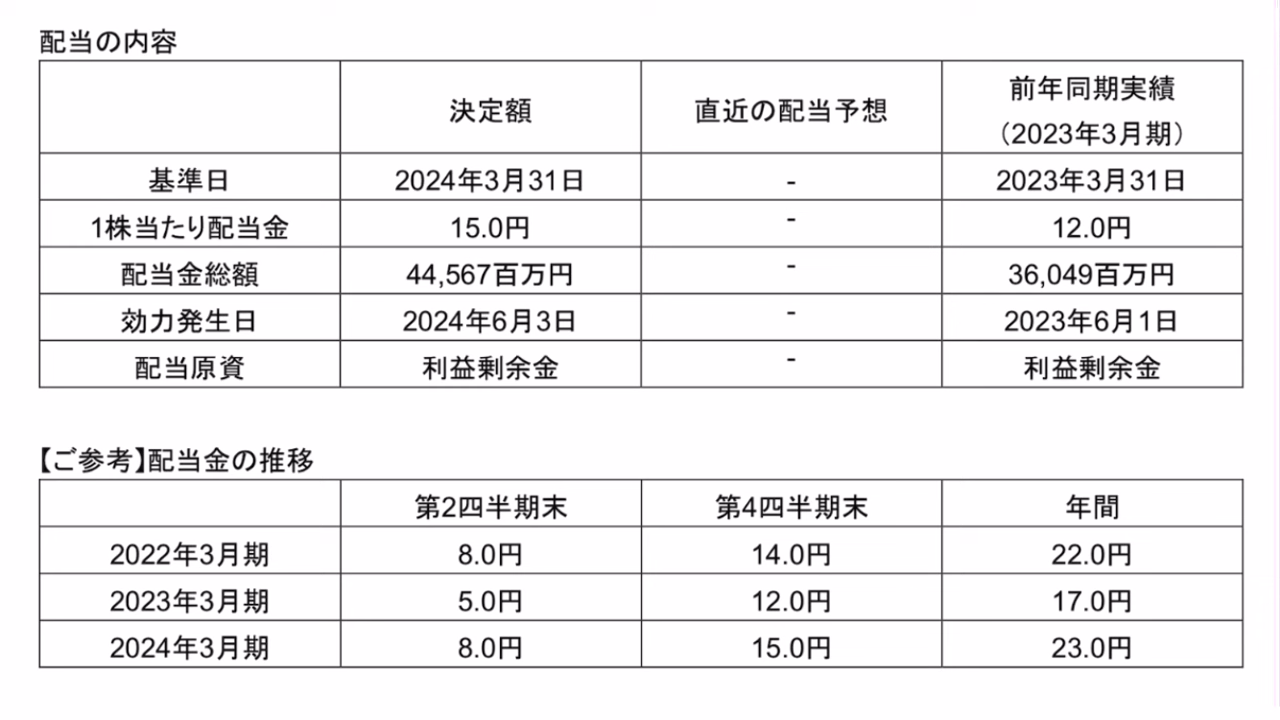 配当の内容
決定額 直近の配当予想 前年同期実績
（2023年3月期）
基準日 2024年3月31日 - 2023年3月31日
1株当たり配当金 15.0円 - 12.0円
配当金総額 44,567百万円 - 36,049百万円
効力発生日 2024年6月3日 - 2023年6月1日
配当原資 利益剰余金 - 利益剰余金
【ご参考】配当金の推移
第2四半期末 第4四半期末 年間
2022年3月期 8.0円 14.0円 22.0円
2023年3月期 5.0円 12.0円 17.0円
2024年3月期 8.0円 15.0円 23.0円